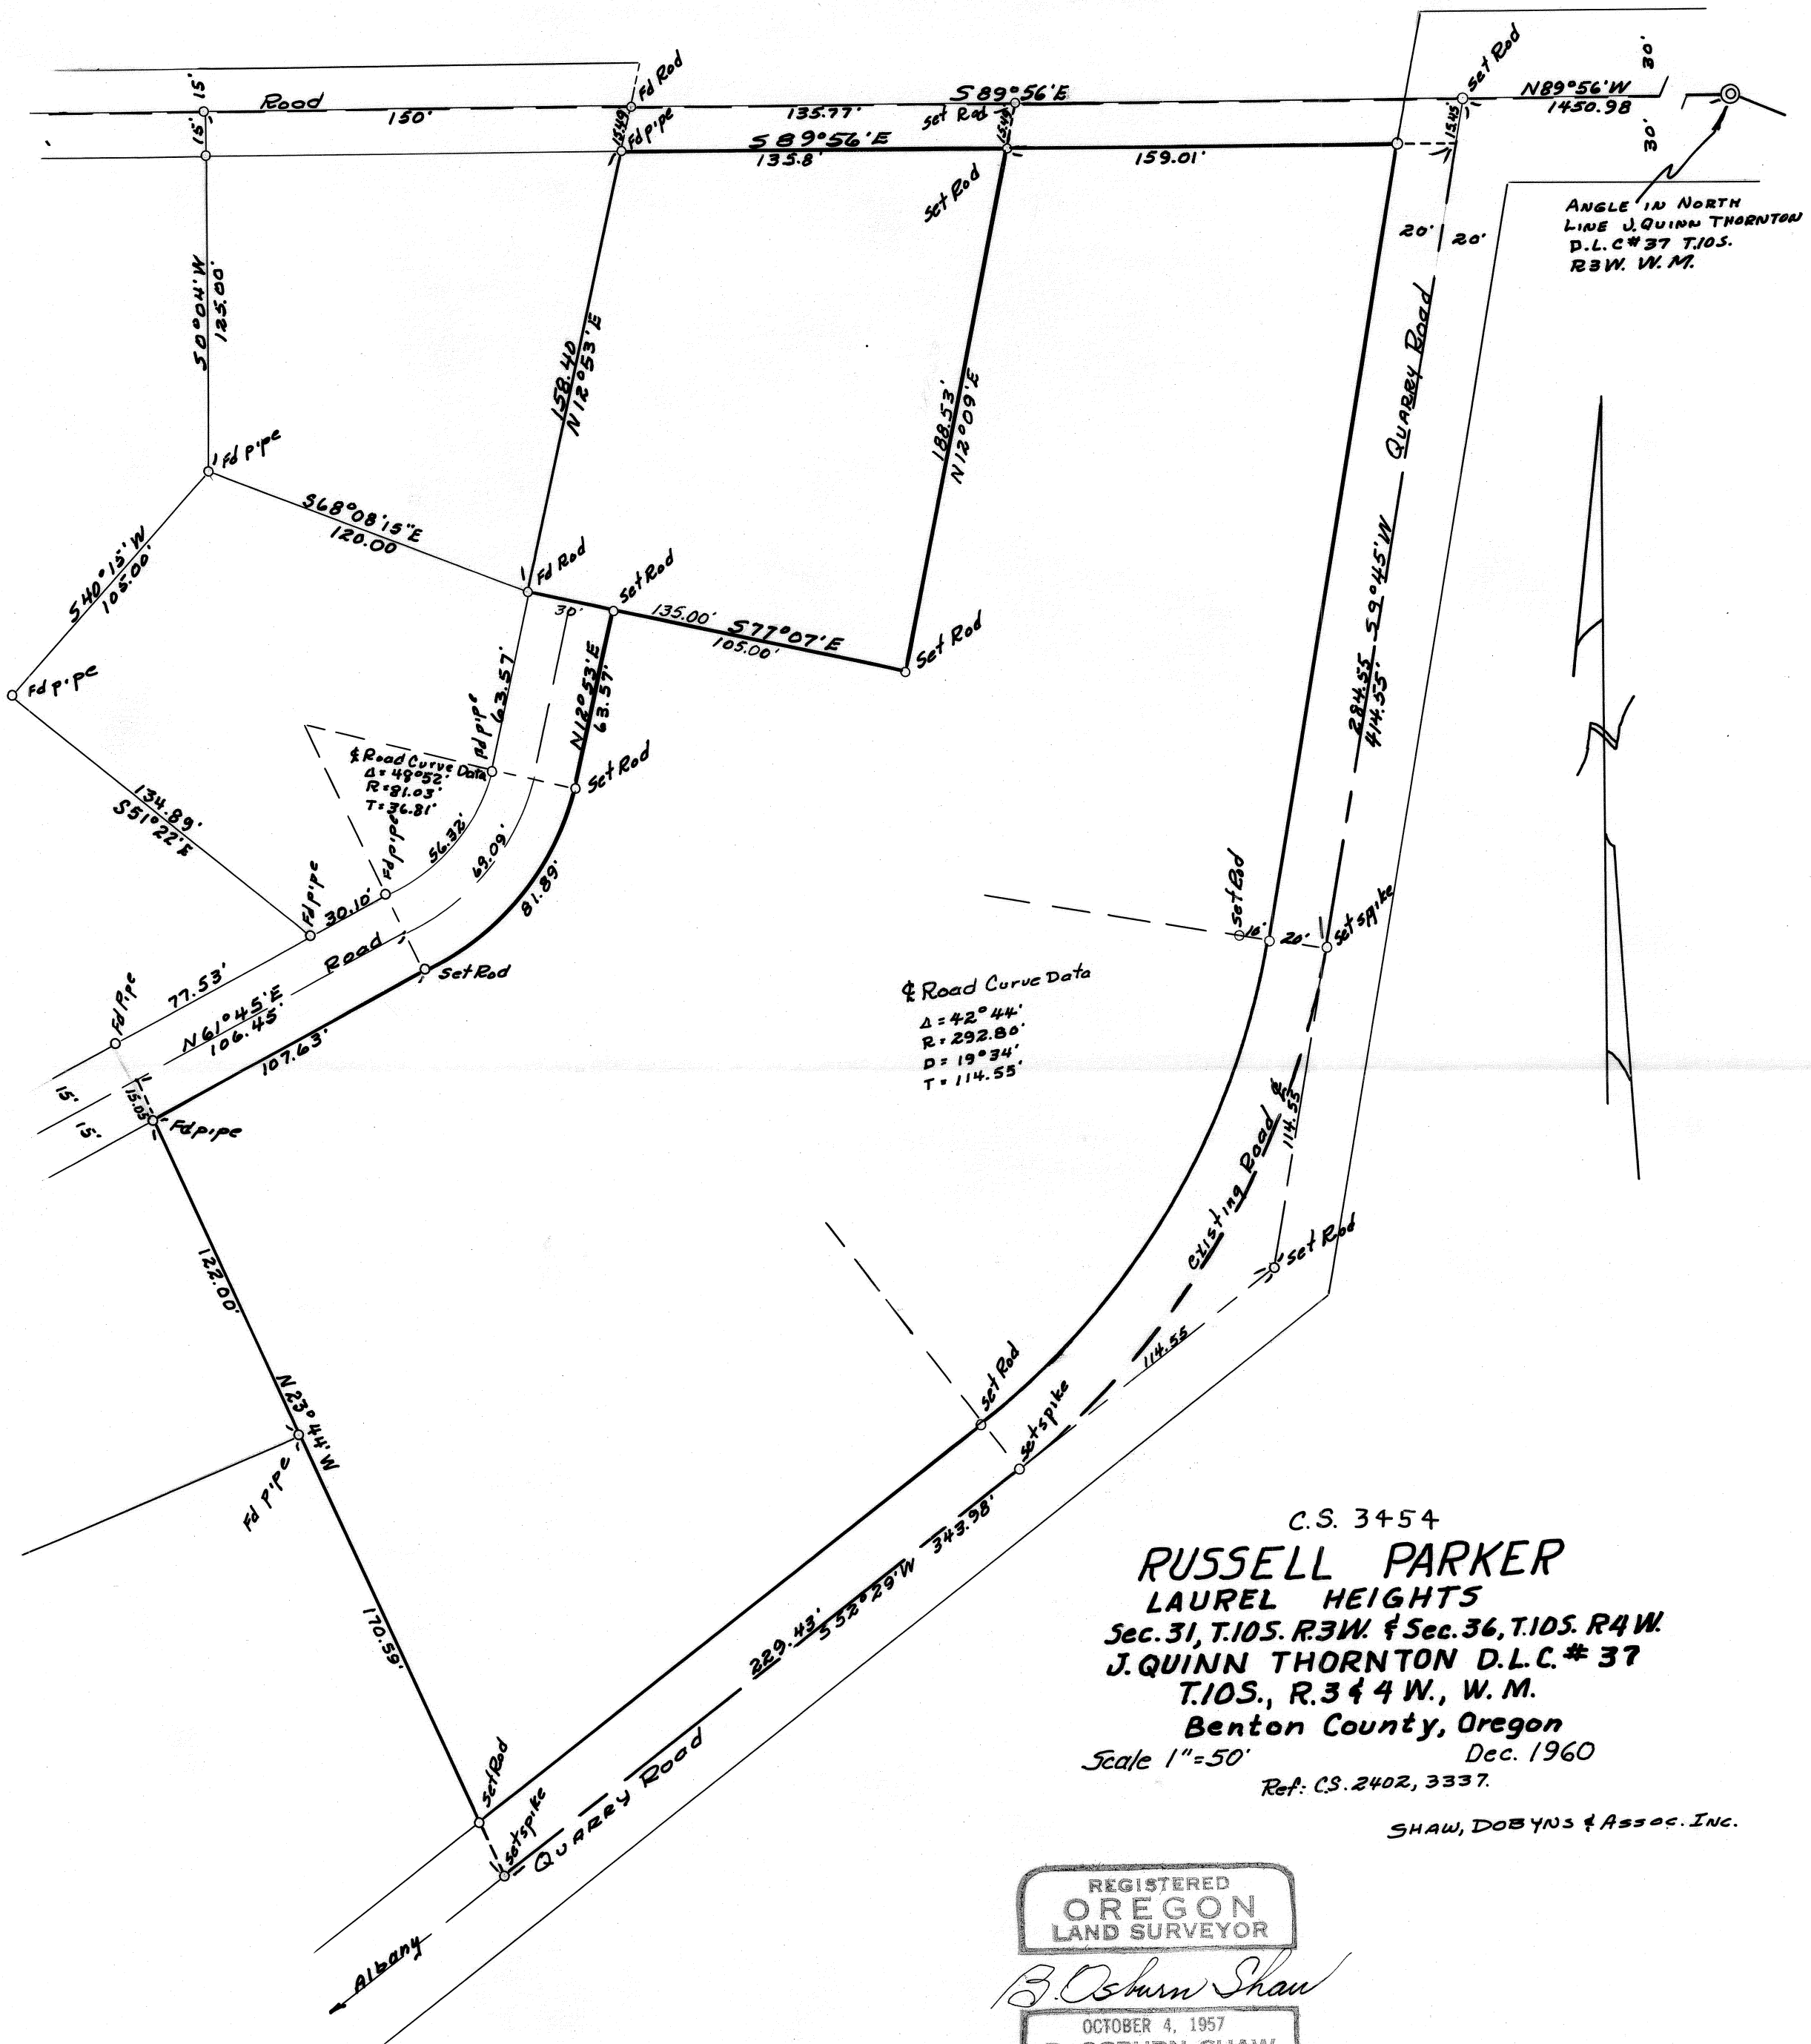 15'
15'
Road
150'
Fd Rod
15.49
Fd pipe
135.77'
S89°56'E
Set Rod
15.49
S89°56'E
135.8'
159.01'
Set Rod
Set Rod
15.45'
N89°56'W
1450.98
30'
30'
ANGLE IN NORTH
LINE J. QUINN THORNTON
D.L.C #37 T.10S.
R3W. W.M.
20'
20'
S0°04'W
125.00'
158.40
N12°53'E
188.53'
N12°09'E
QUARRY Road
S9°45'W
284.55
414.55'
N
Fd pipe
S68°08'15"E
120.00
S40°15'W
105.00'
Fd Rod
30'
Set Rod
135.00'
S77°07'E
105.00'
Set Rod
Fd pipe
63.57'
Fd pipe
N12°53'E
63.57'
Set Rod
℄ Road Curve Data
Δ=48°52'
R=81.03'
T=36.81'
134.89'
S51°22'E
Fd pipe
56.32'
69.09'
81.89'
Fd pipe
30.10'
Road
Set Rod
77.53'
Fd Pipe
N61°45'E
106.45'
107.63'
15'
15'
15.05
Fd pipe
Set Rod
10'
20'
Set spike
℄ Road Curve Data
Δ=42°44'
R=292.80'
D=19°34'
T=114.55'
existing Road ℄
114.55
Set Rod
114.55
122.00'
N23°44'W
Fd Pipe
170.59'
Set Rod
Set spike
343.98'
S52°29'W
229.43'
Set Rod
Set spike
QUARRY Road
Albany
C.S. 3454
RUSSELL PARKER
LAUREL HEIGHTS
Sec. 31, T.10S. R.3W. & Sec. 36, T.10S. R4W.
J. QUINN THORNTON D.L.C. # 37
T.10S., R.3 & 4 W., W.M.
Benton County, Oregon
Scale 1"=50' Dec. 1960
Ref: C.S. 2402, 3337.
SHAW, DOBYNS & Assoc. Inc.
REGISTERED
OREGON
LAND SURVEYOR
B. Osburn Shaw
OCTOBER 4, 1957